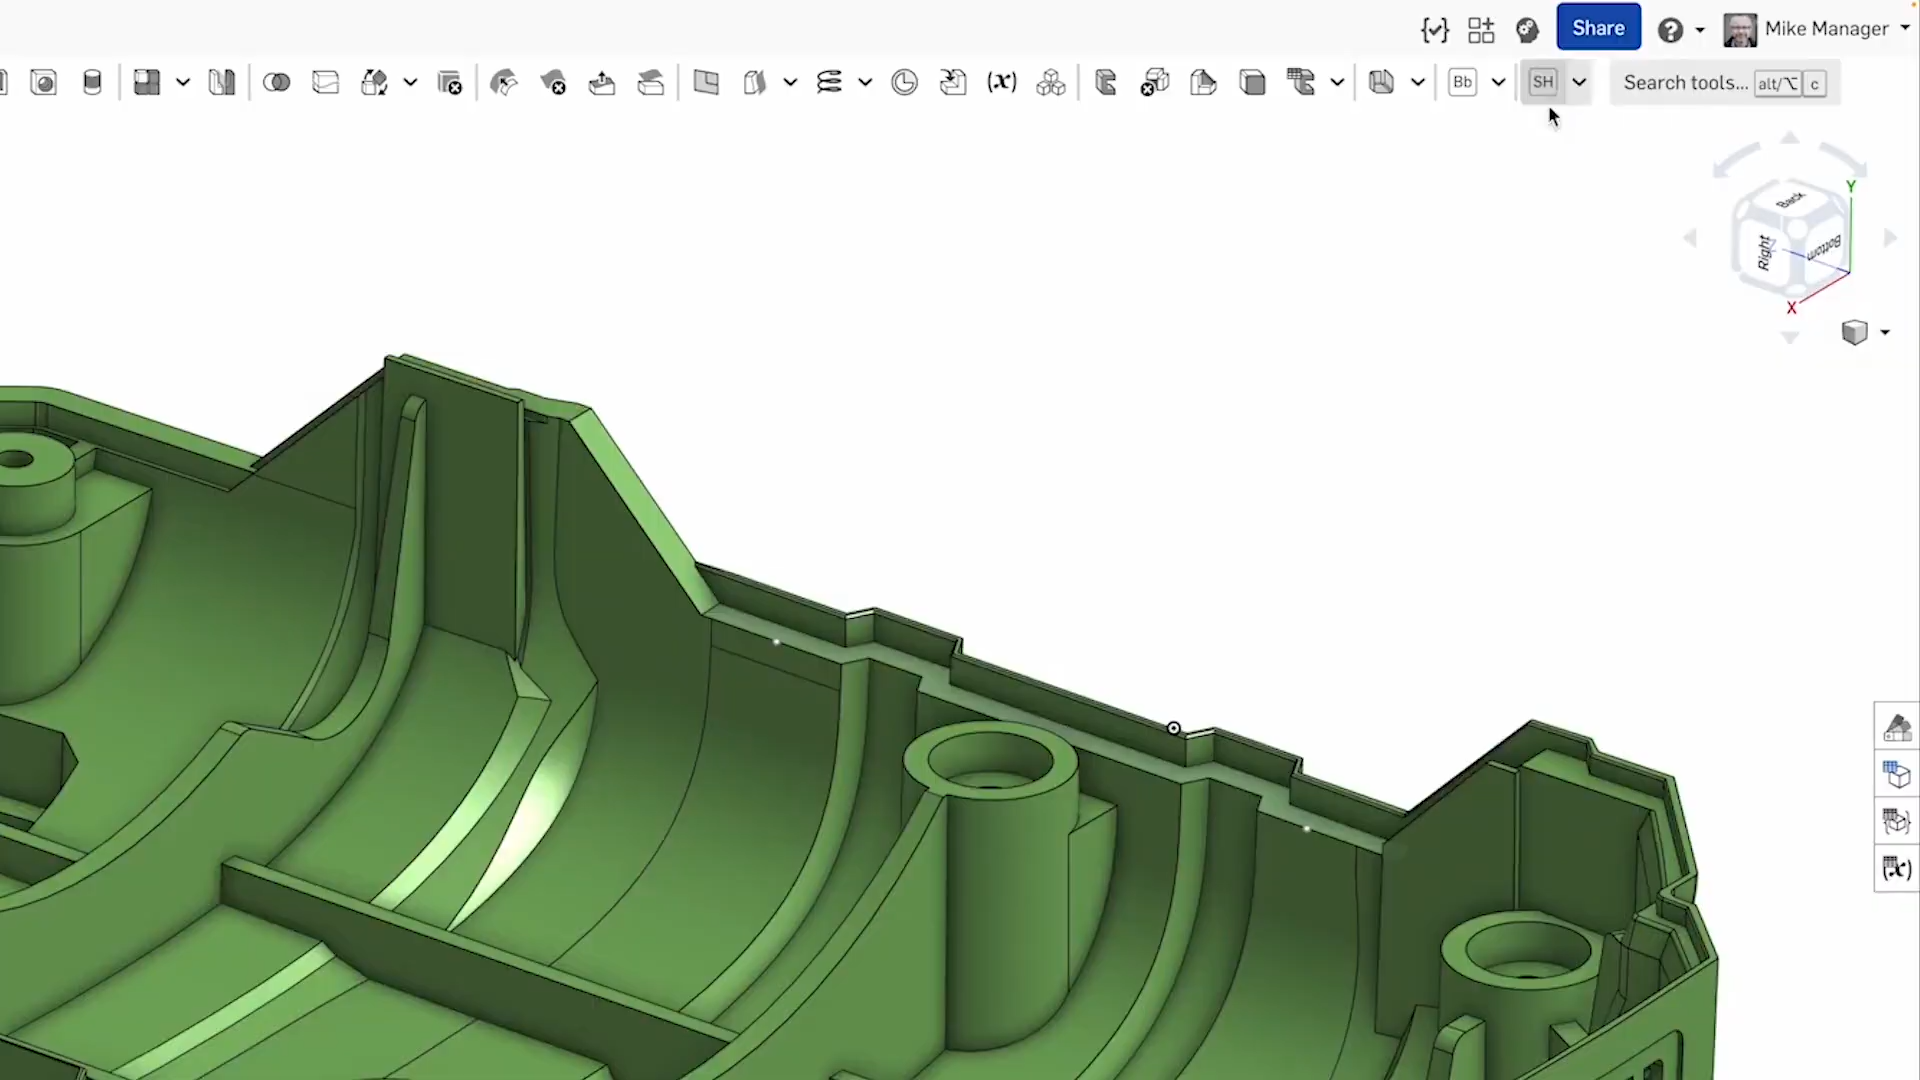 Share
?
Mike Manager
(x)
Bb
SH
Search tools... alt/⌥ c
Y
Back
Right
Bottom
X
(x)